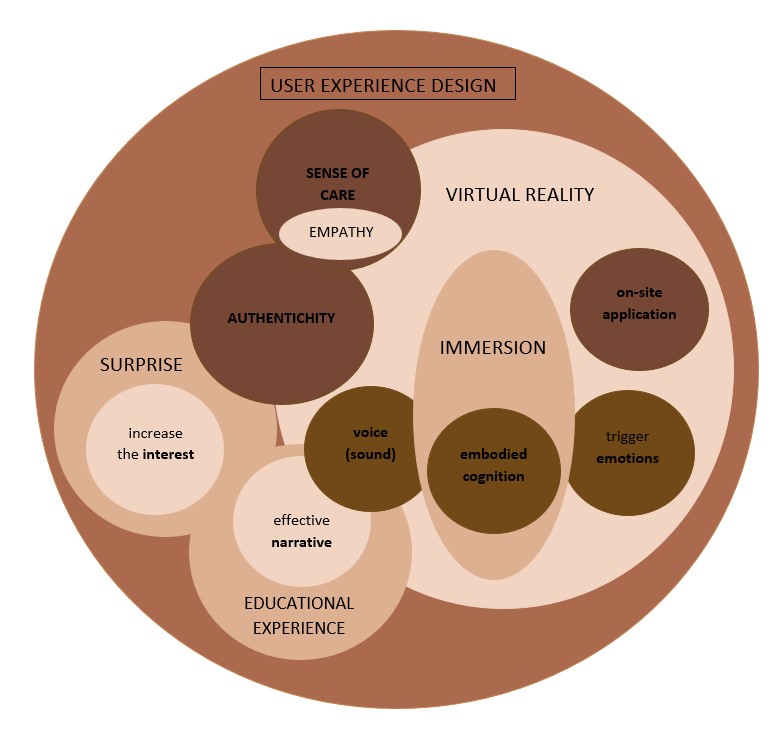 USER EXPERIENCE DESIGN
SENSE OF
CARE
EMPATHY
VIRTUAL REALITY
AUTHENTICHITY
on-site
application
IMMERSION
SURPRISE
increase
the interest
voice
(sound)
embodied
cognition
trigger
emotions
effective
narrative
EDUCATIONAL
EXPERIENCE